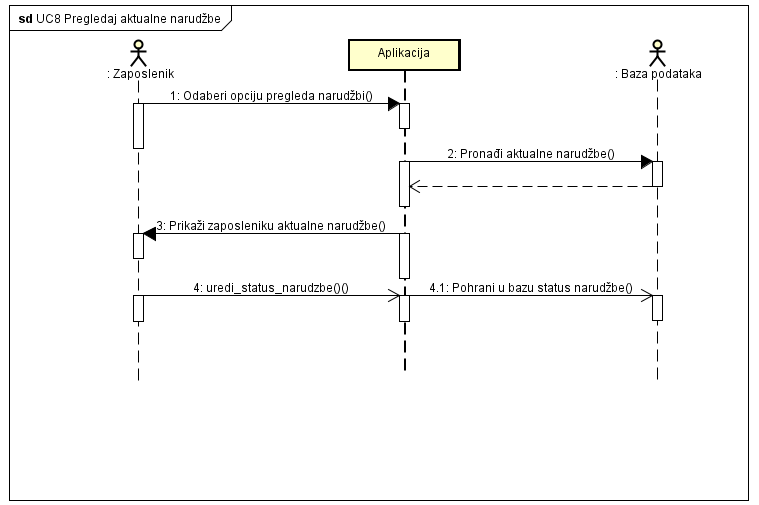 sd UC8 Pregledaj aktualne narudžbe
: Zaposlenik
Aplikacija
: Baza podataka
1: Odaberi opciju pregleda narudžbi()
2: Pronađi aktualne narudžbe()
3: Prikaži zaposleniku aktualne narudžbe()
4: uredi_status_narudzbe()()
4.1: Pohrani u bazu status narudžbe()